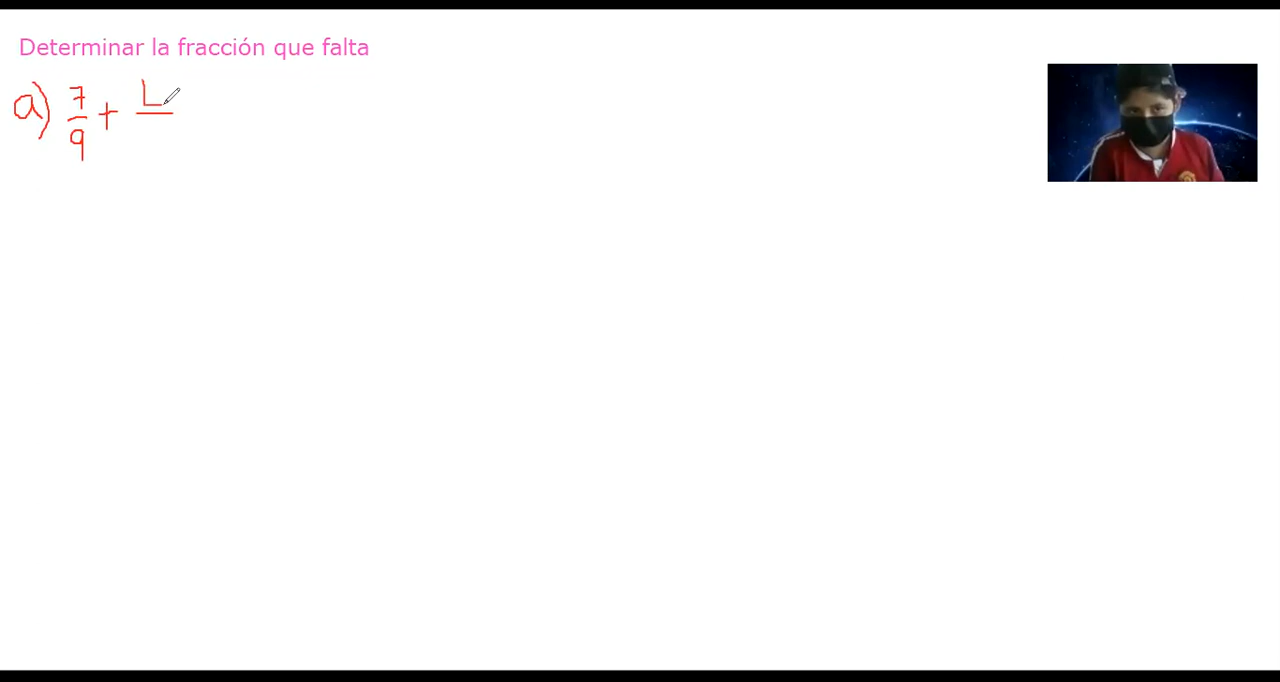 Determinar la fracción que falta
a) 7/9 +